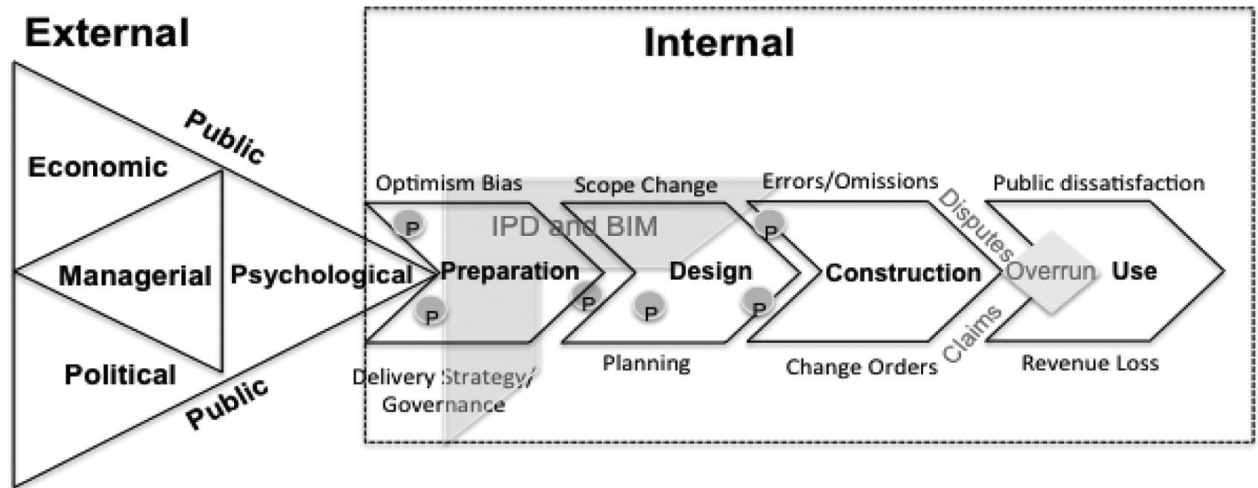 External
Internal
Public
Economic
Managerial
Psychological
Political
Public
Optimism Bias
Scope Change
Errors/Omissions
Public dissatisfaction
IPD and BIM
P
P
P
P
P
P
Preparation
Design
Construction
Use
Disputes
Overrun
Claims
Delivery Strategy/
Governance
Planning
Change Orders
Revenue Loss